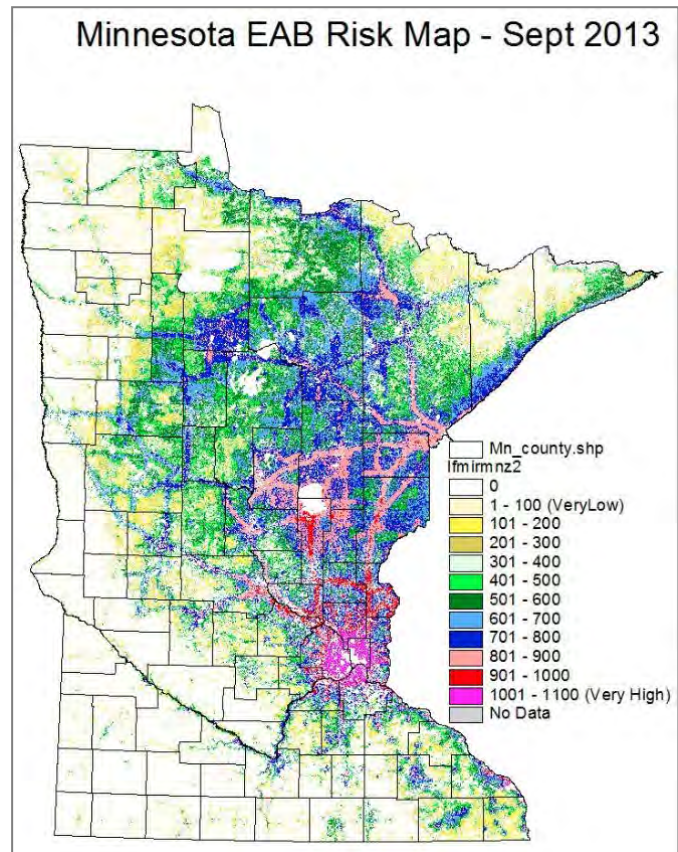 Minnesota EAB Risk Map - Sept 2013
Mn_county.shp
lfmirmnz2
0
1 - 100 (VeryLow)
101 - 200
201 - 300
301 - 400
401 - 500
501 - 600
601 - 700
701 - 800
801 - 900
901 - 1000
1001 - 1100 (Very High)
No Data